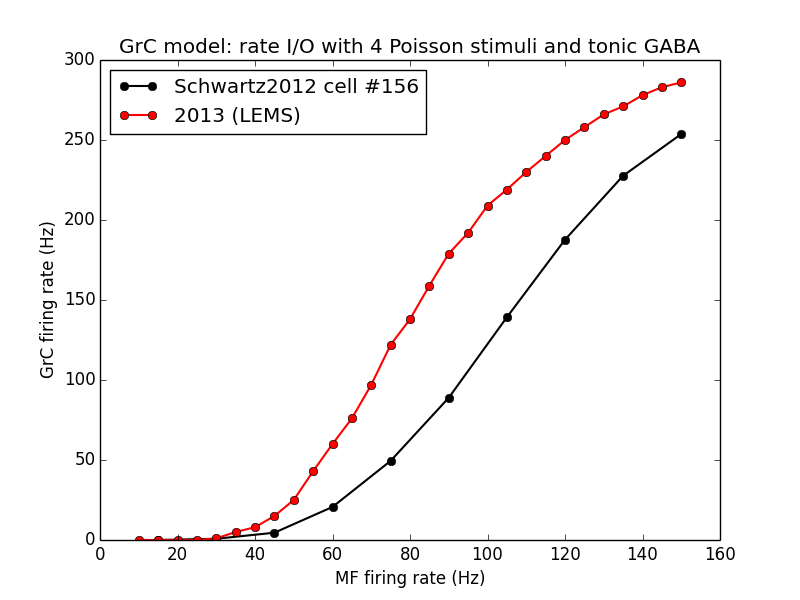 GrC model: rate I/O with 4 Poisson stimuli and tonic GABA
300
250
200
150
100
50
0
GrC firing rate (Hz)
Schwartz2012 cell #156
2013 (LEMS)
0 20 40 60 80 100 120 140 160
MF firing rate (Hz)